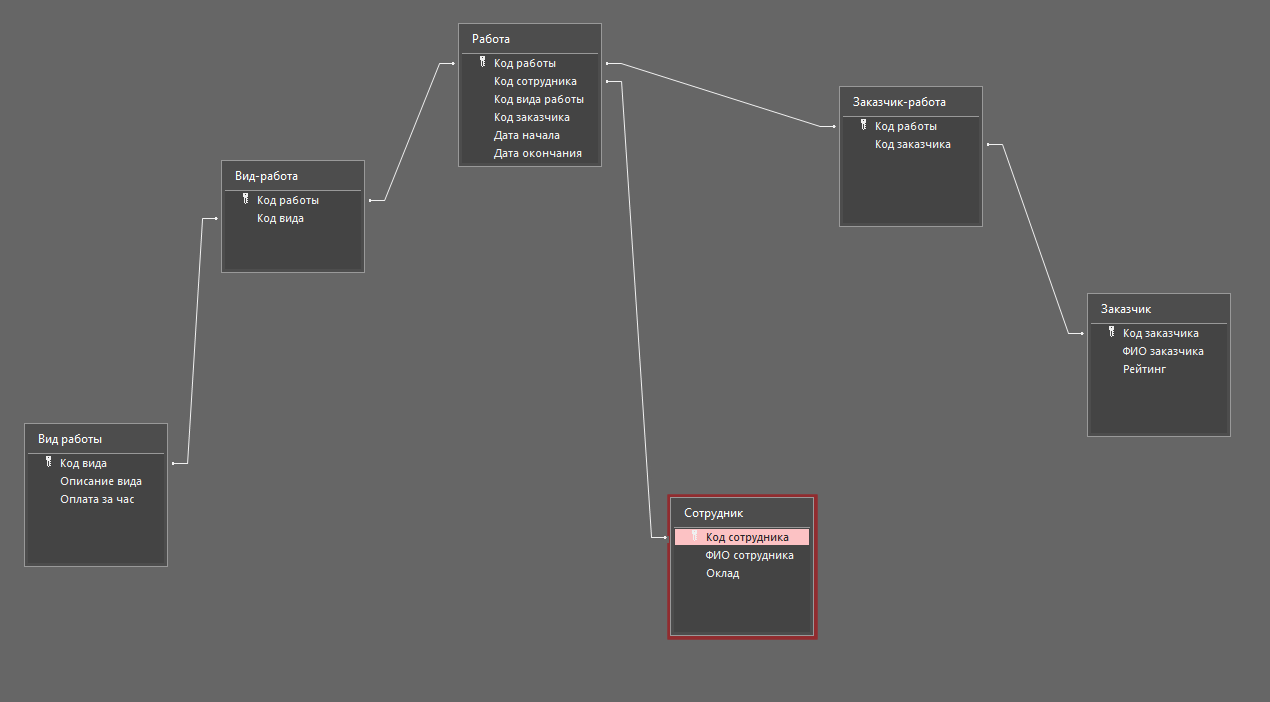 Работа
Код работы
Код сотрудника
Код вида работы
Код заказчика
Дата начала
Дата окончания
Заказчик-работа
Код работы
Код заказчика
Вид-работа
Код работы
Код вида
Заказчик
Код заказчика
ФИО заказчика
Рейтинг
Вид работы
Код вида
Описание вида
Оплата за час
Сотрудник
Код сотрудника
ФИО сотрудника
Оклад